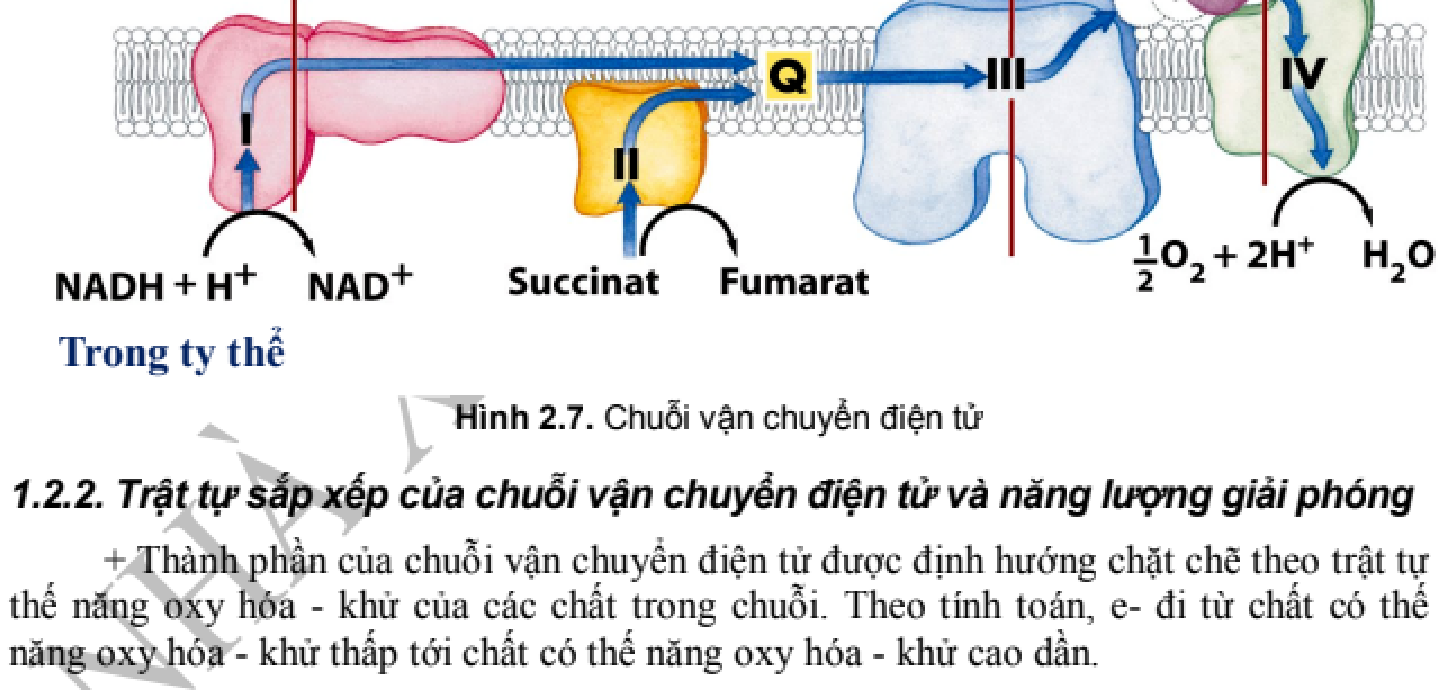 Q
III
IV
I
II
NADH + H⁺ NAD⁺
Succinat Fumarat
½O₂ + 2H⁺ H₂O
Trong ty thể
Hình 2.7. Chuỗi vận chuyển điện tử
NHÀ X
1.2.2. Trật tự sắp xếp của chuỗi vận chuyển điện tử và năng lượng giải phóng
+ Thành phần của chuỗi vận chuyển điện tử được định hướng chặt chẽ theo trật tự
thế năng oxy hóa - khử của các chất trong chuỗi. Theo tính toán, e- đi từ chất có thế
năng oxy hóa - khử thấp tới chất có thế năng oxy hóa - khử cao dần.